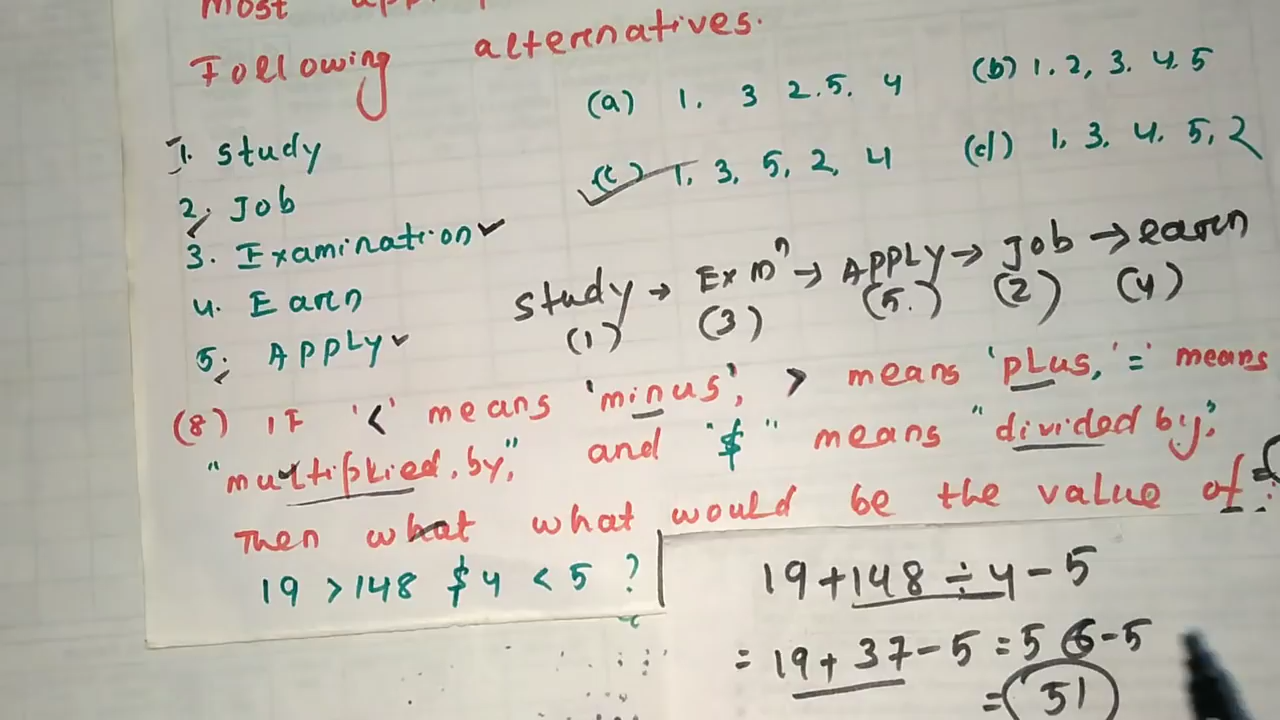 most
Following alternatives.
(a) 1. 3 2.5. 4 (b) 1. 2, 3. 4. 5
1. study
(c) 1, 3, 5, 2, 4 (d) 1, 3, 4, 5, 2
2. Job
3. Examination
study → Exmⁿ → APPLY → Job → earn
(1) (3) (5.) (2) (4)
4. Earn
5. APPLY
(8) IF '<' means 'minus', > means 'plus, '=' means
"multiplied. by," and "$" means "divided by,"
Then what what would be the value of :
19 > 148 $ 4 < 5 ?
19+148÷4-5
= 19+37-5 = 56-5
= 51